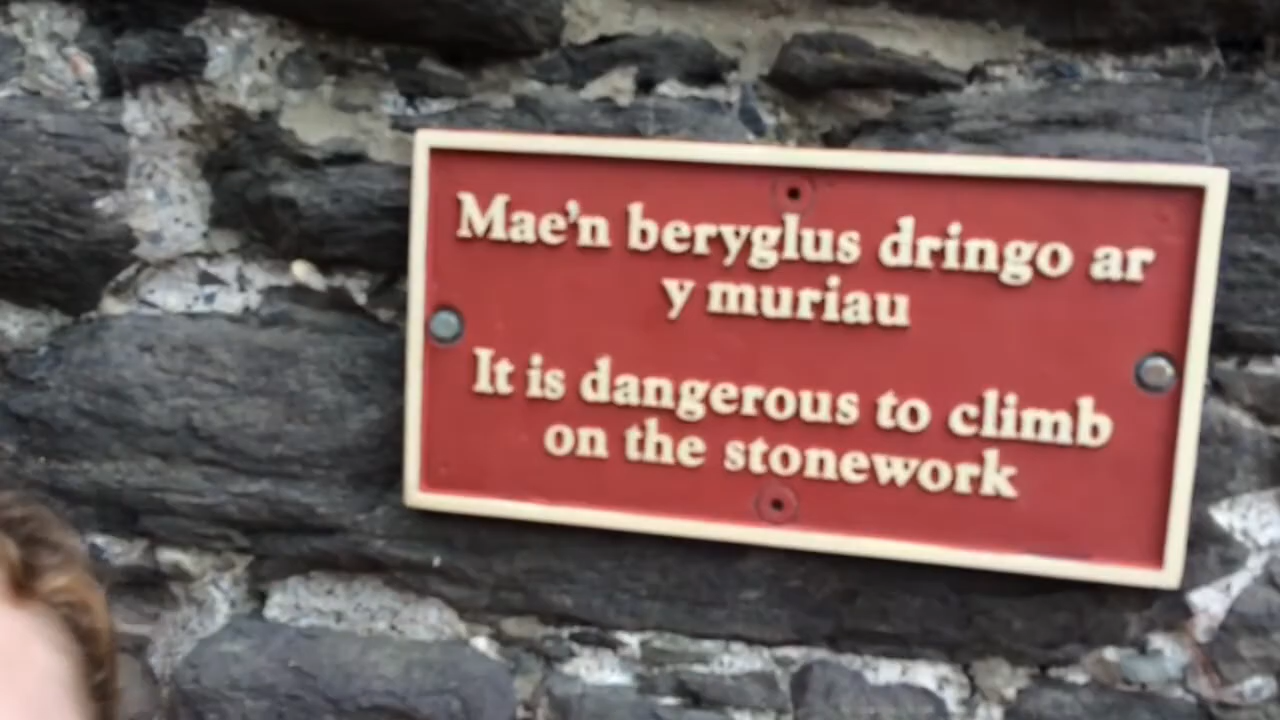 Mae'n beryglus dringo ar
y muriau
It is dangerous to climb
on the stonework